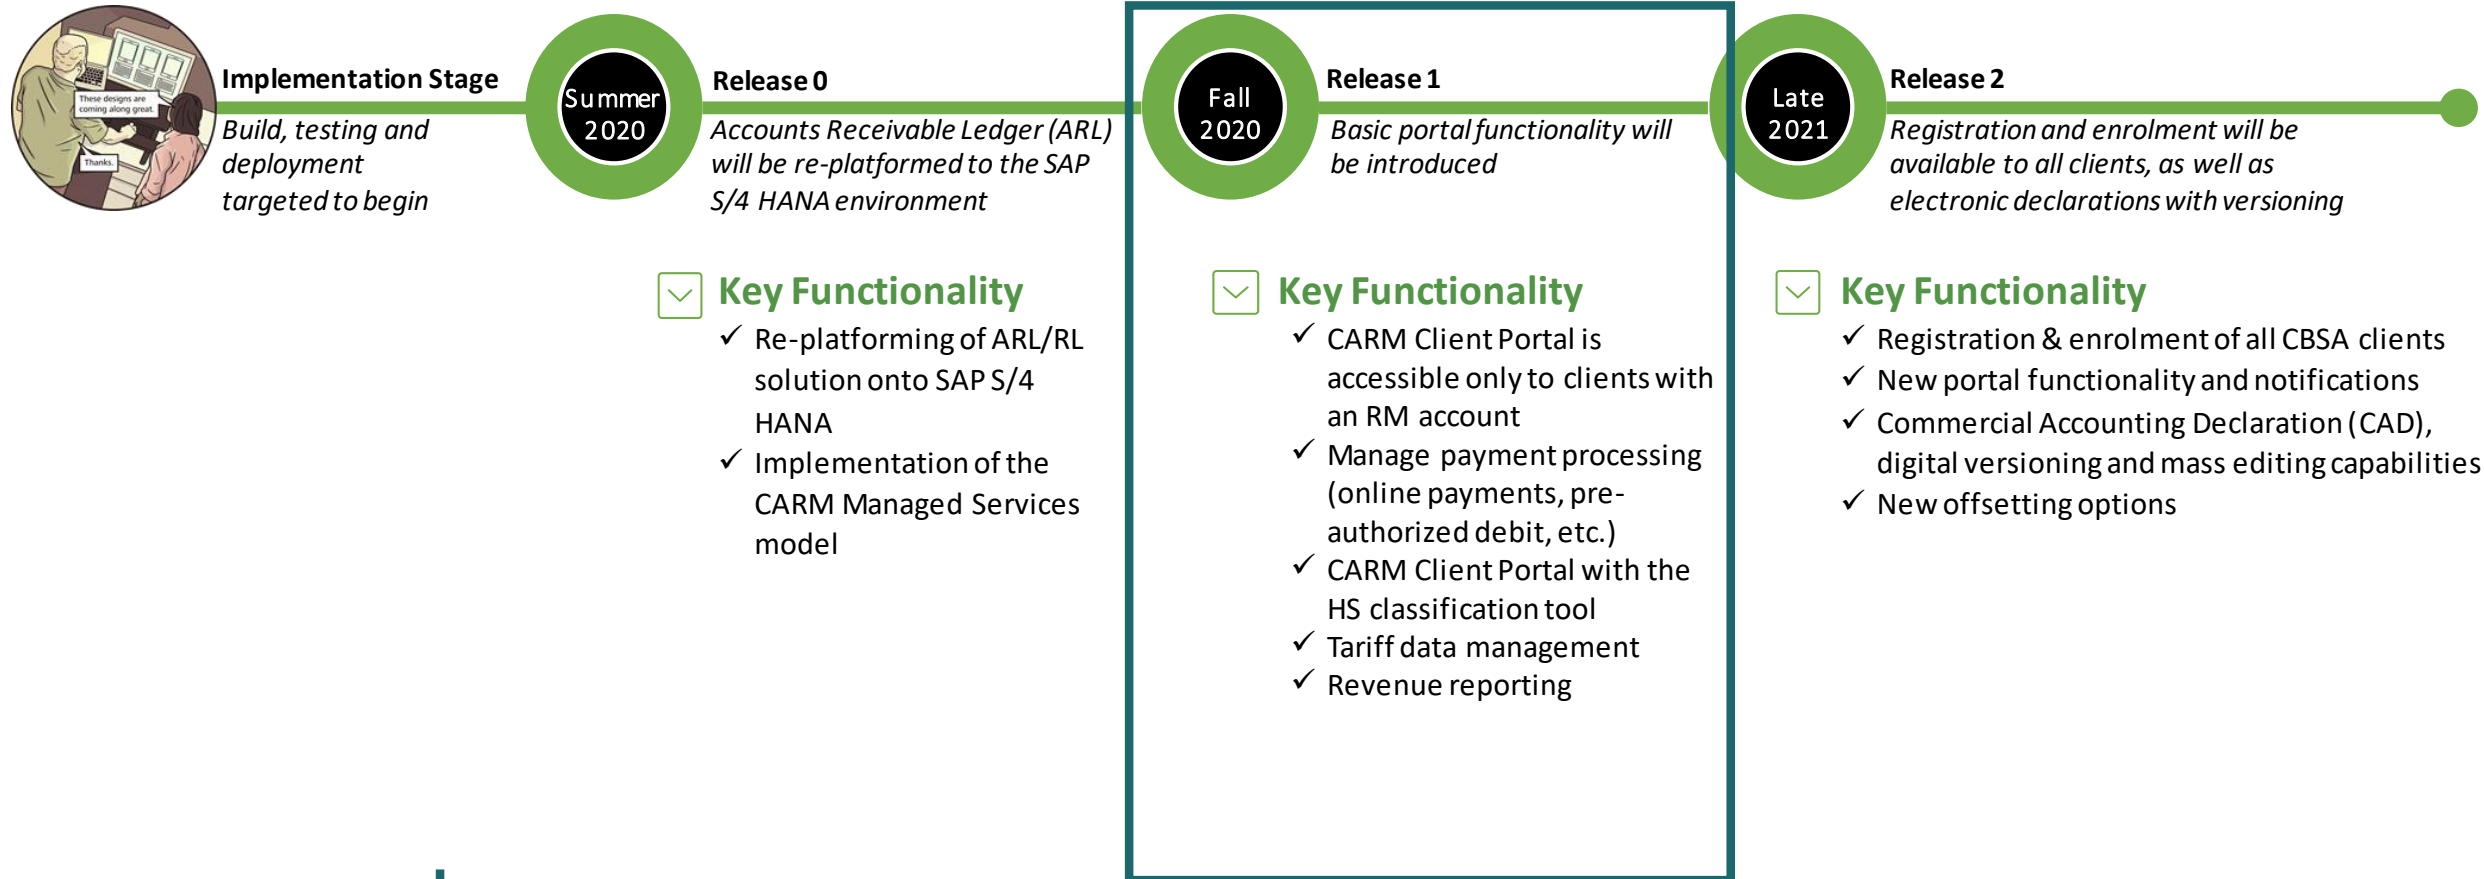 These designs are
coming along great.
Thanks.
Implementation Stage
Build, testing and
deployment
targeted to begin
Summer
2020
Release 0
Accounts Receivable Ledger (ARL)
will be re-platformed to the SAP
S/4 HANA environment
Key Functionality
✓ Re-platforming of ARL/RL
solution onto SAP S/4
HANA
✓ Implementation of the
CARM Managed Services
model
Fall
2020
Release 1
Basic portal functionality will
be introduced
Key Functionality
✓ CARM Client Portal is
accessible only to clients with
an RM account
✓ Manage payment processing
(online payments, pre-
authorized debit, etc.)
✓ CARM Client Portal with the
HS classification tool
✓ Tariff data management
✓ Revenue reporting
Late
2021
Release 2
Registration and enrolment will be
available to all clients, as well as
electronic declarations with versioning
Key Functionality
✓ Registration & enrolment of all CBSA clients
✓ New portal functionality and notifications
✓ Commercial Accounting Declaration (CAD),
digital versioning and mass editing capabilities
✓ New offsetting options